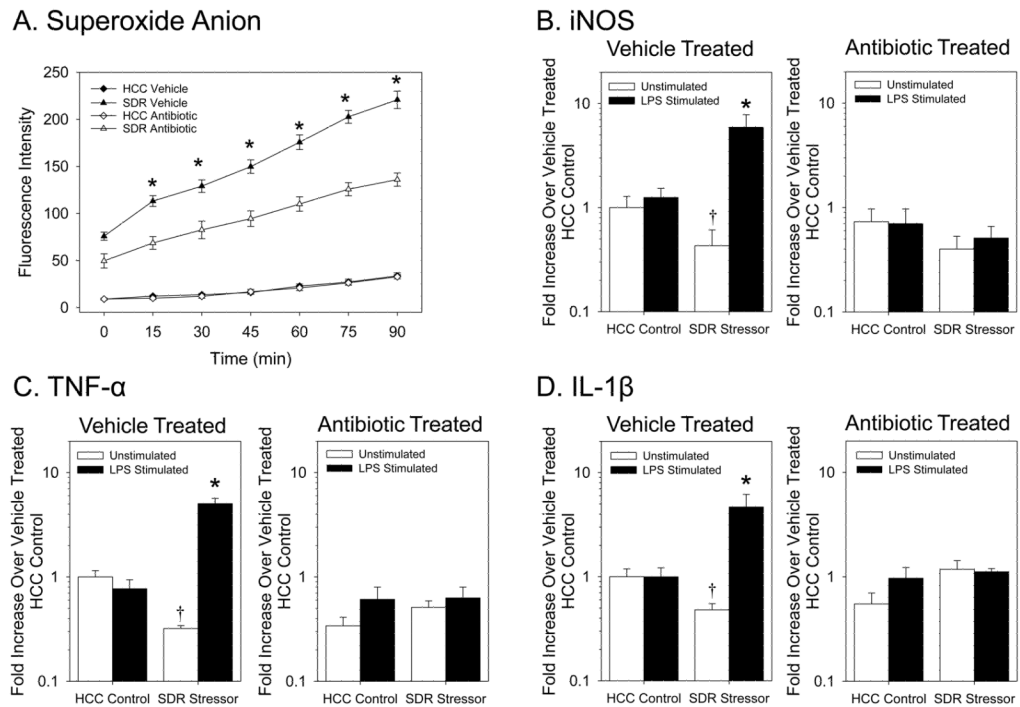 A. Superoxide Anion
250
200
150
100
50
0
Fluorescence Intensity
HCC Vehicle
SDR Vehicle
HCC Antibiotic
SDR Antibiotic
*
*
*
*
*
*
0 15 30 45 60 75 90
Time (min)
B. iNOS
Vehicle Treated
Fold Increase Over Vehicle Treated
HCC Control
10
1
0.1
Unstimulated
LPS Stimulated
*
†
HCC Control SDR Stressor
Antibiotic Treated
Fold Increase Over Vehicle Treated
HCC Control
10
1
0.1
Unstimulated
LPS Stimulated
HCC Control SDR Stressor
C. TNF-α
Vehicle Treated
Fold Increase Over Vehicle Treated
HCC Control
10
1
0.1
Unstimulated
LPS Stimulated
*
†
HCC Control SDR Stressor
Antibiotic Treated
Fold Increase Over Vehicle Treated
HCC Control
10
1
0.1
Unstimulated
LPS Stimulated
HCC Control SDR Stressor
D. IL-1β
Vehicle Treated
Fold Increase Over Vehicle Treated
HCC Control
10
1
0.1
Unstimulated
LPS Stimulated
*
†
HCC Control SDR Stressor
Antibiotic Treated
Fold Increase Over Vehicle Treated
HCC Control
10
1
0.1
Unstimulated
LPS Stimulated
HCC Control SDR Stressor